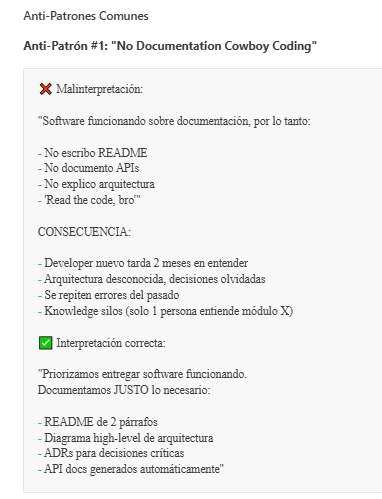 Anti-Patrones Comunes
Anti-Patrón #1: "No Documentation Cowboy Coding"
❌ Malinterpretación:
"Software funcionando sobre documentación, por lo tanto:
- No escribo README
- No documento APIs
- No explico arquitectura
- 'Read the code, bro'"
CONSECUENCIA:
- Developer nuevo tarda 2 meses en entender
- Arquitectura desconocida, decisiones olvidadas
- Se repiten errores del pasado
- Knowledge silos (solo 1 persona entiende módulo X)
✅ Interpretación correcta:
"Priorizamos entregar software funcionando.
Documentamos JUSTO lo necesario:
- README de 2 párrafos
- Diagrama high-level de arquitectura
- ADRs para decisiones críticas
- API docs generados automáticamente"